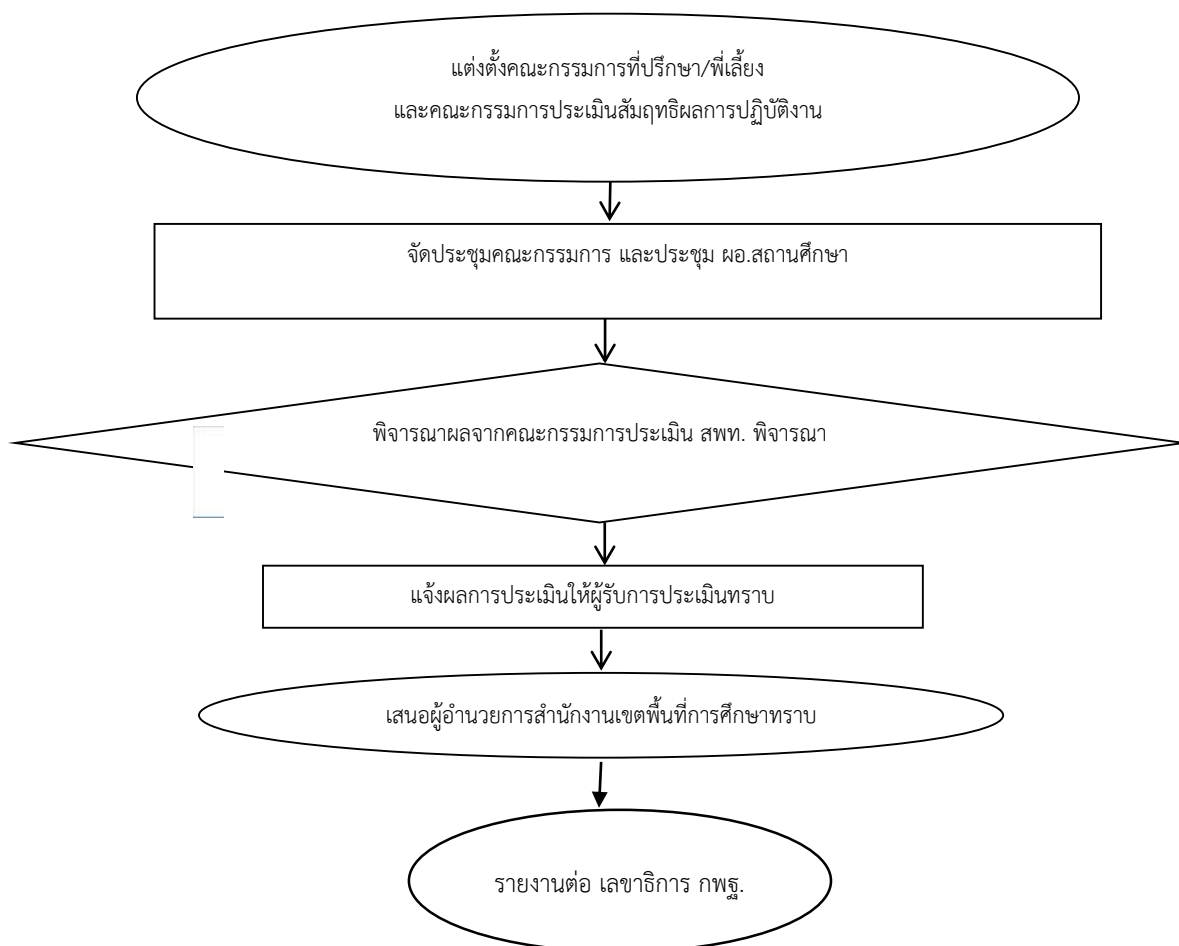 แต่งตั้งคณะกรรมการที่ปรึกษา/พี่เลี้ยง
และคณะกรรมการประเมินสัมฤทธิผลการปฏิบัติงาน
จัดประชุมคณะกรรมการ และประชุม ผอ.สถานศึกษา
พิจารณาผลจากคณะกรรมการประเมิน สพท. พิจารณา
แจ้งผลการประเมินให้ผู้รับการประเมินทราบ
เสนอผู้อำนวยการสำนักงานเขตพื้นที่การศึกษาทราบ
รายงานต่อ เลขาธิการ กพฐ.